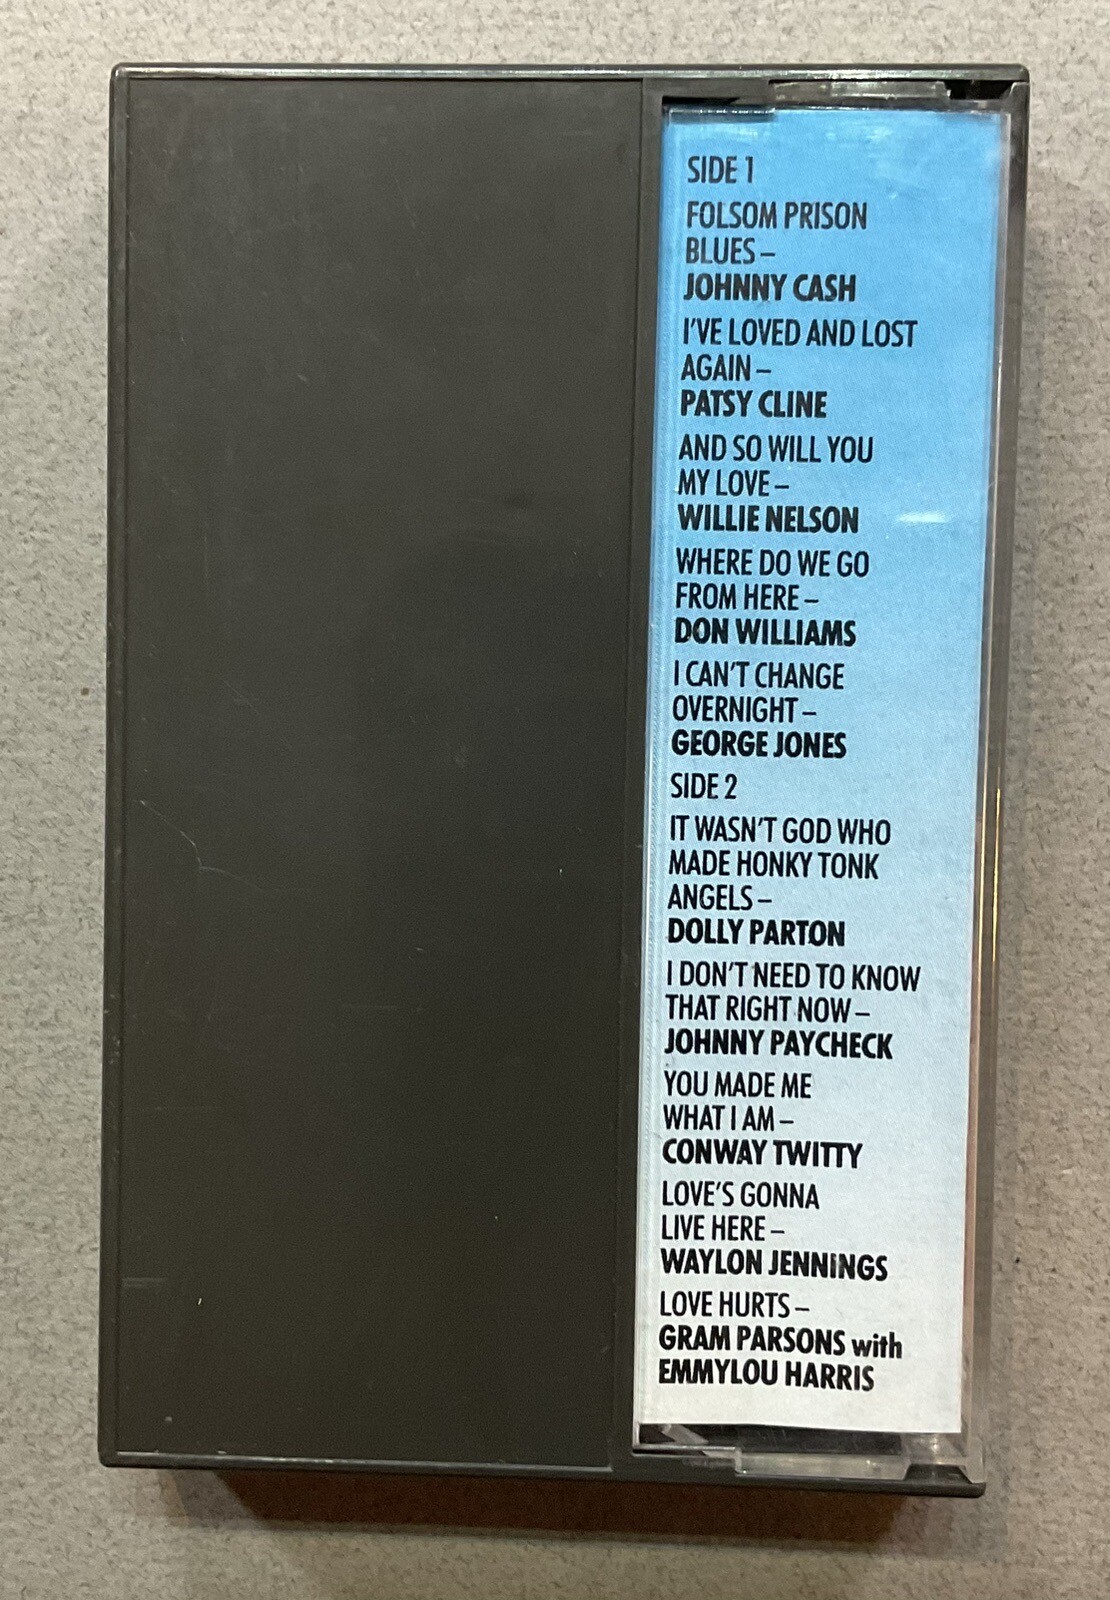 SIDE 1
FOLSOM PRISON
BLUES –
JOHNNY CASH
I'VE LOVED AND LOST
AGAIN –
PATSY CLINE
AND SO WILL YOU
MY LOVE –
WILLIE NELSON
WHERE DO WE GO
FROM HERE –
DON WILLIAMS
I CAN'T CHANGE
OVERNIGHT –
GEORGE JONES
SIDE 2
IT WASN'T GOD WHO
MADE HONKY TONK
ANGELS –
DOLLY PARTON
I DON'T NEED TO KNOW
THAT RIGHT NOW –
JOHNNY PAYCHECK
YOU MADE ME
WHAT I AM –
CONWAY TWITTY
LOVE'S GONNA
LIVE HERE –
WAYLON JENNINGS
LOVE HURTS –
GRAM PARSONS with
EMMYLOU HARRIS